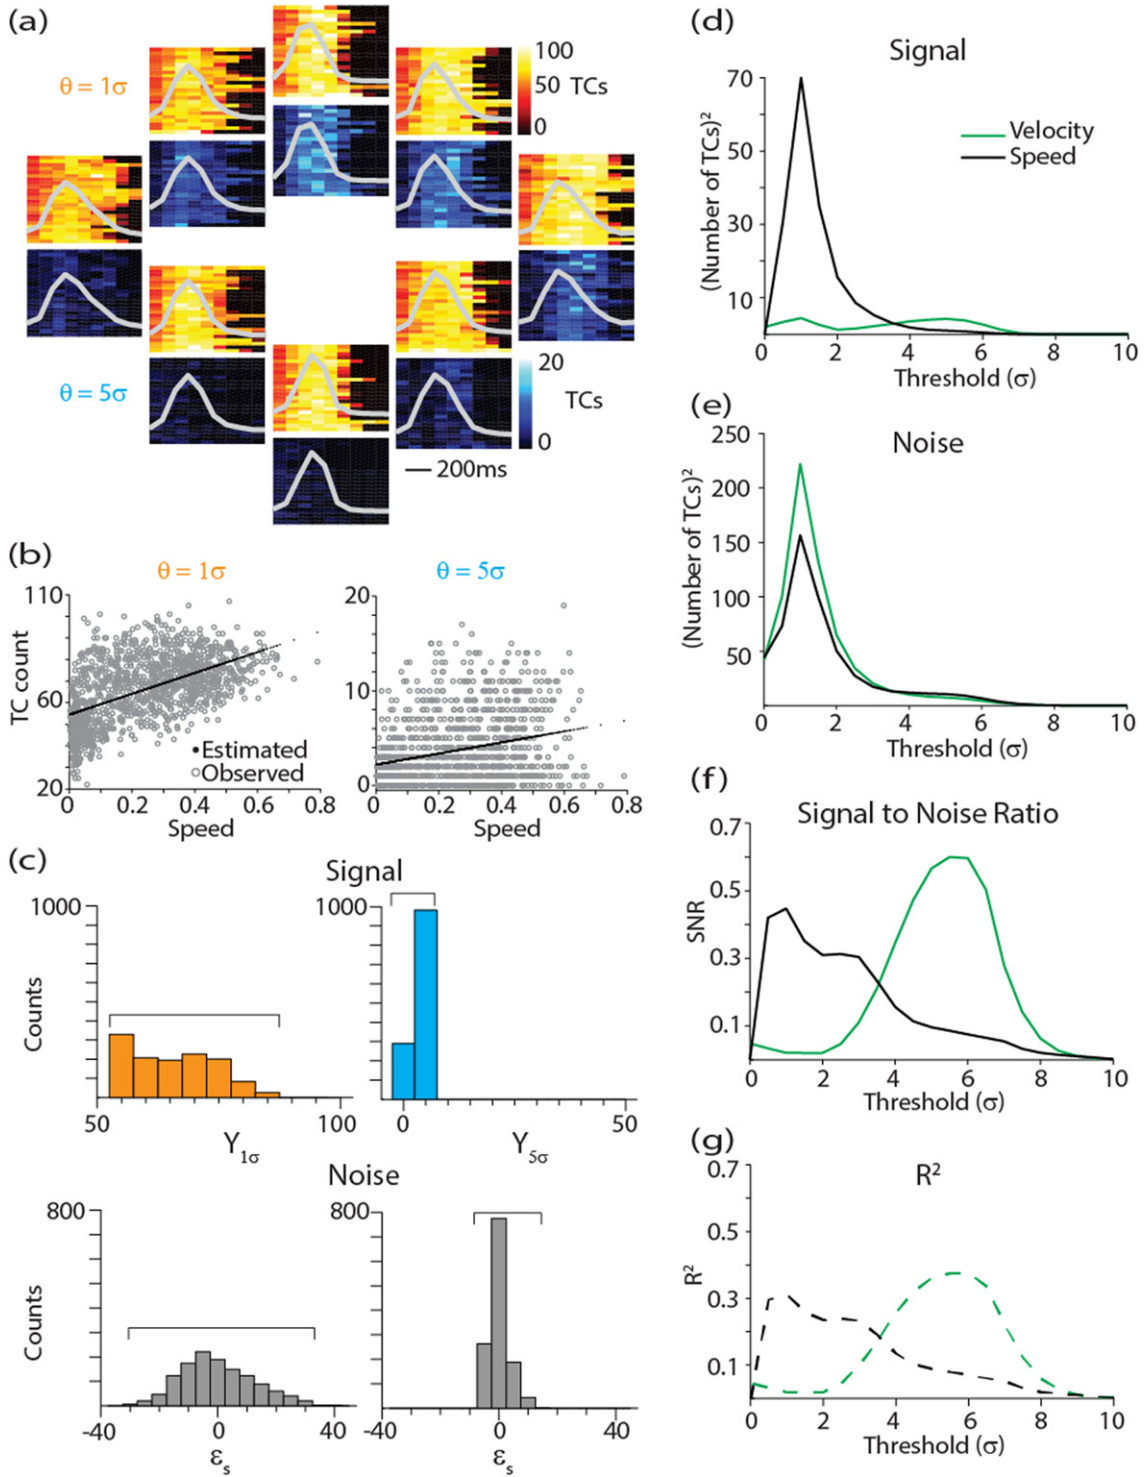 (a)
θ = 1σ
100
50
TCs
0
θ = 5σ
20
TCs
0
200ms
(b)
θ = 1σ
θ = 5σ
110
60
20
TC count
Estimated
Observed
0
0.2
0.4
0.6
0.8
Speed
20
10
0
0
0.2
0.4
0.6
0.8
Speed
(c)
Signal
1000
Counts
50
100
Y1σ
1000
0
50
Y5σ
Noise
800
Counts
-40
0
40
εs
800
-40
0
40
εs
(d)
Signal
70
50
30
10
(Number of TCs)²
Velocity
Speed
0
2
4
6
8
10
Threshold (σ)
(e)
Noise
250
200
150
100
50
(Number of TCs)²
0
2
4
6
8
10
Threshold (σ)
(f)
Signal to Noise Ratio
0.7
0.5
0.3
0.1
SNR
0
2
4
6
8
10
Threshold (σ)
(g)
R²
0.7
0.5
0.3
0.1
R²
0
2
4
6
8
10
Threshold (σ)